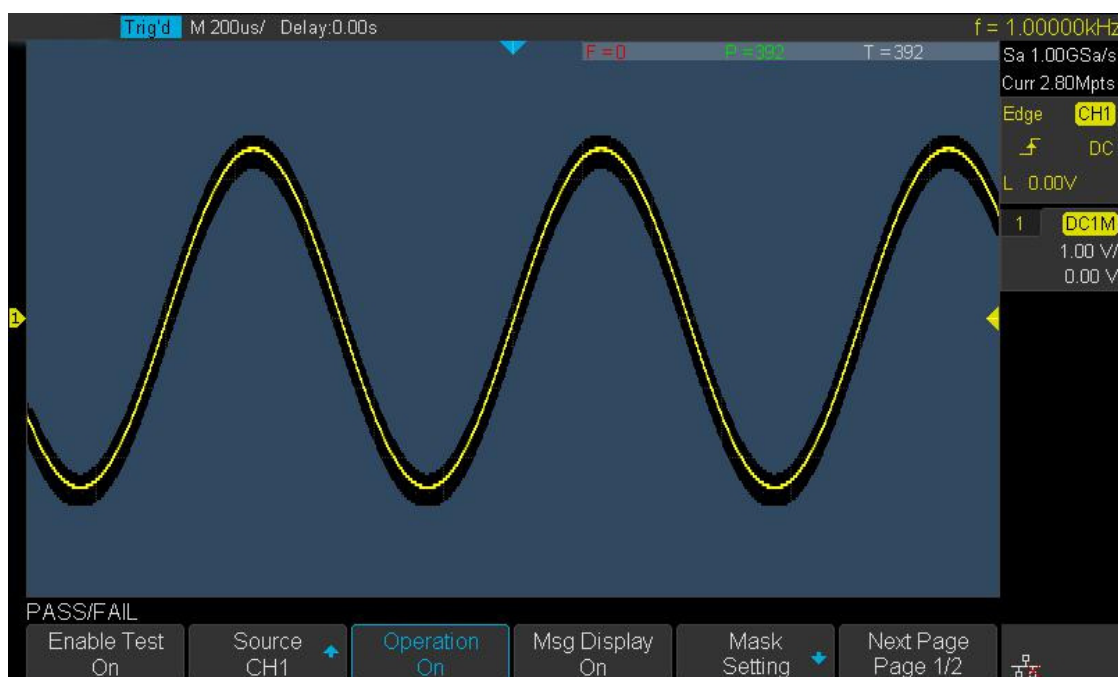 Trig'd M 200us/ Delay:0.00s f = 1.00000kHz
F =0 P =392 T =392
Sa 1.00GSa/s
Curr 2.80Mpts
Edge CH1
DC
L 0.00V
1 DC1M
1.00 V/
0.00 V
1
PASS/FAIL
Enable Test Source Operation Msg Display Mask Next Page
On CH1 On On Setting Page 1/2